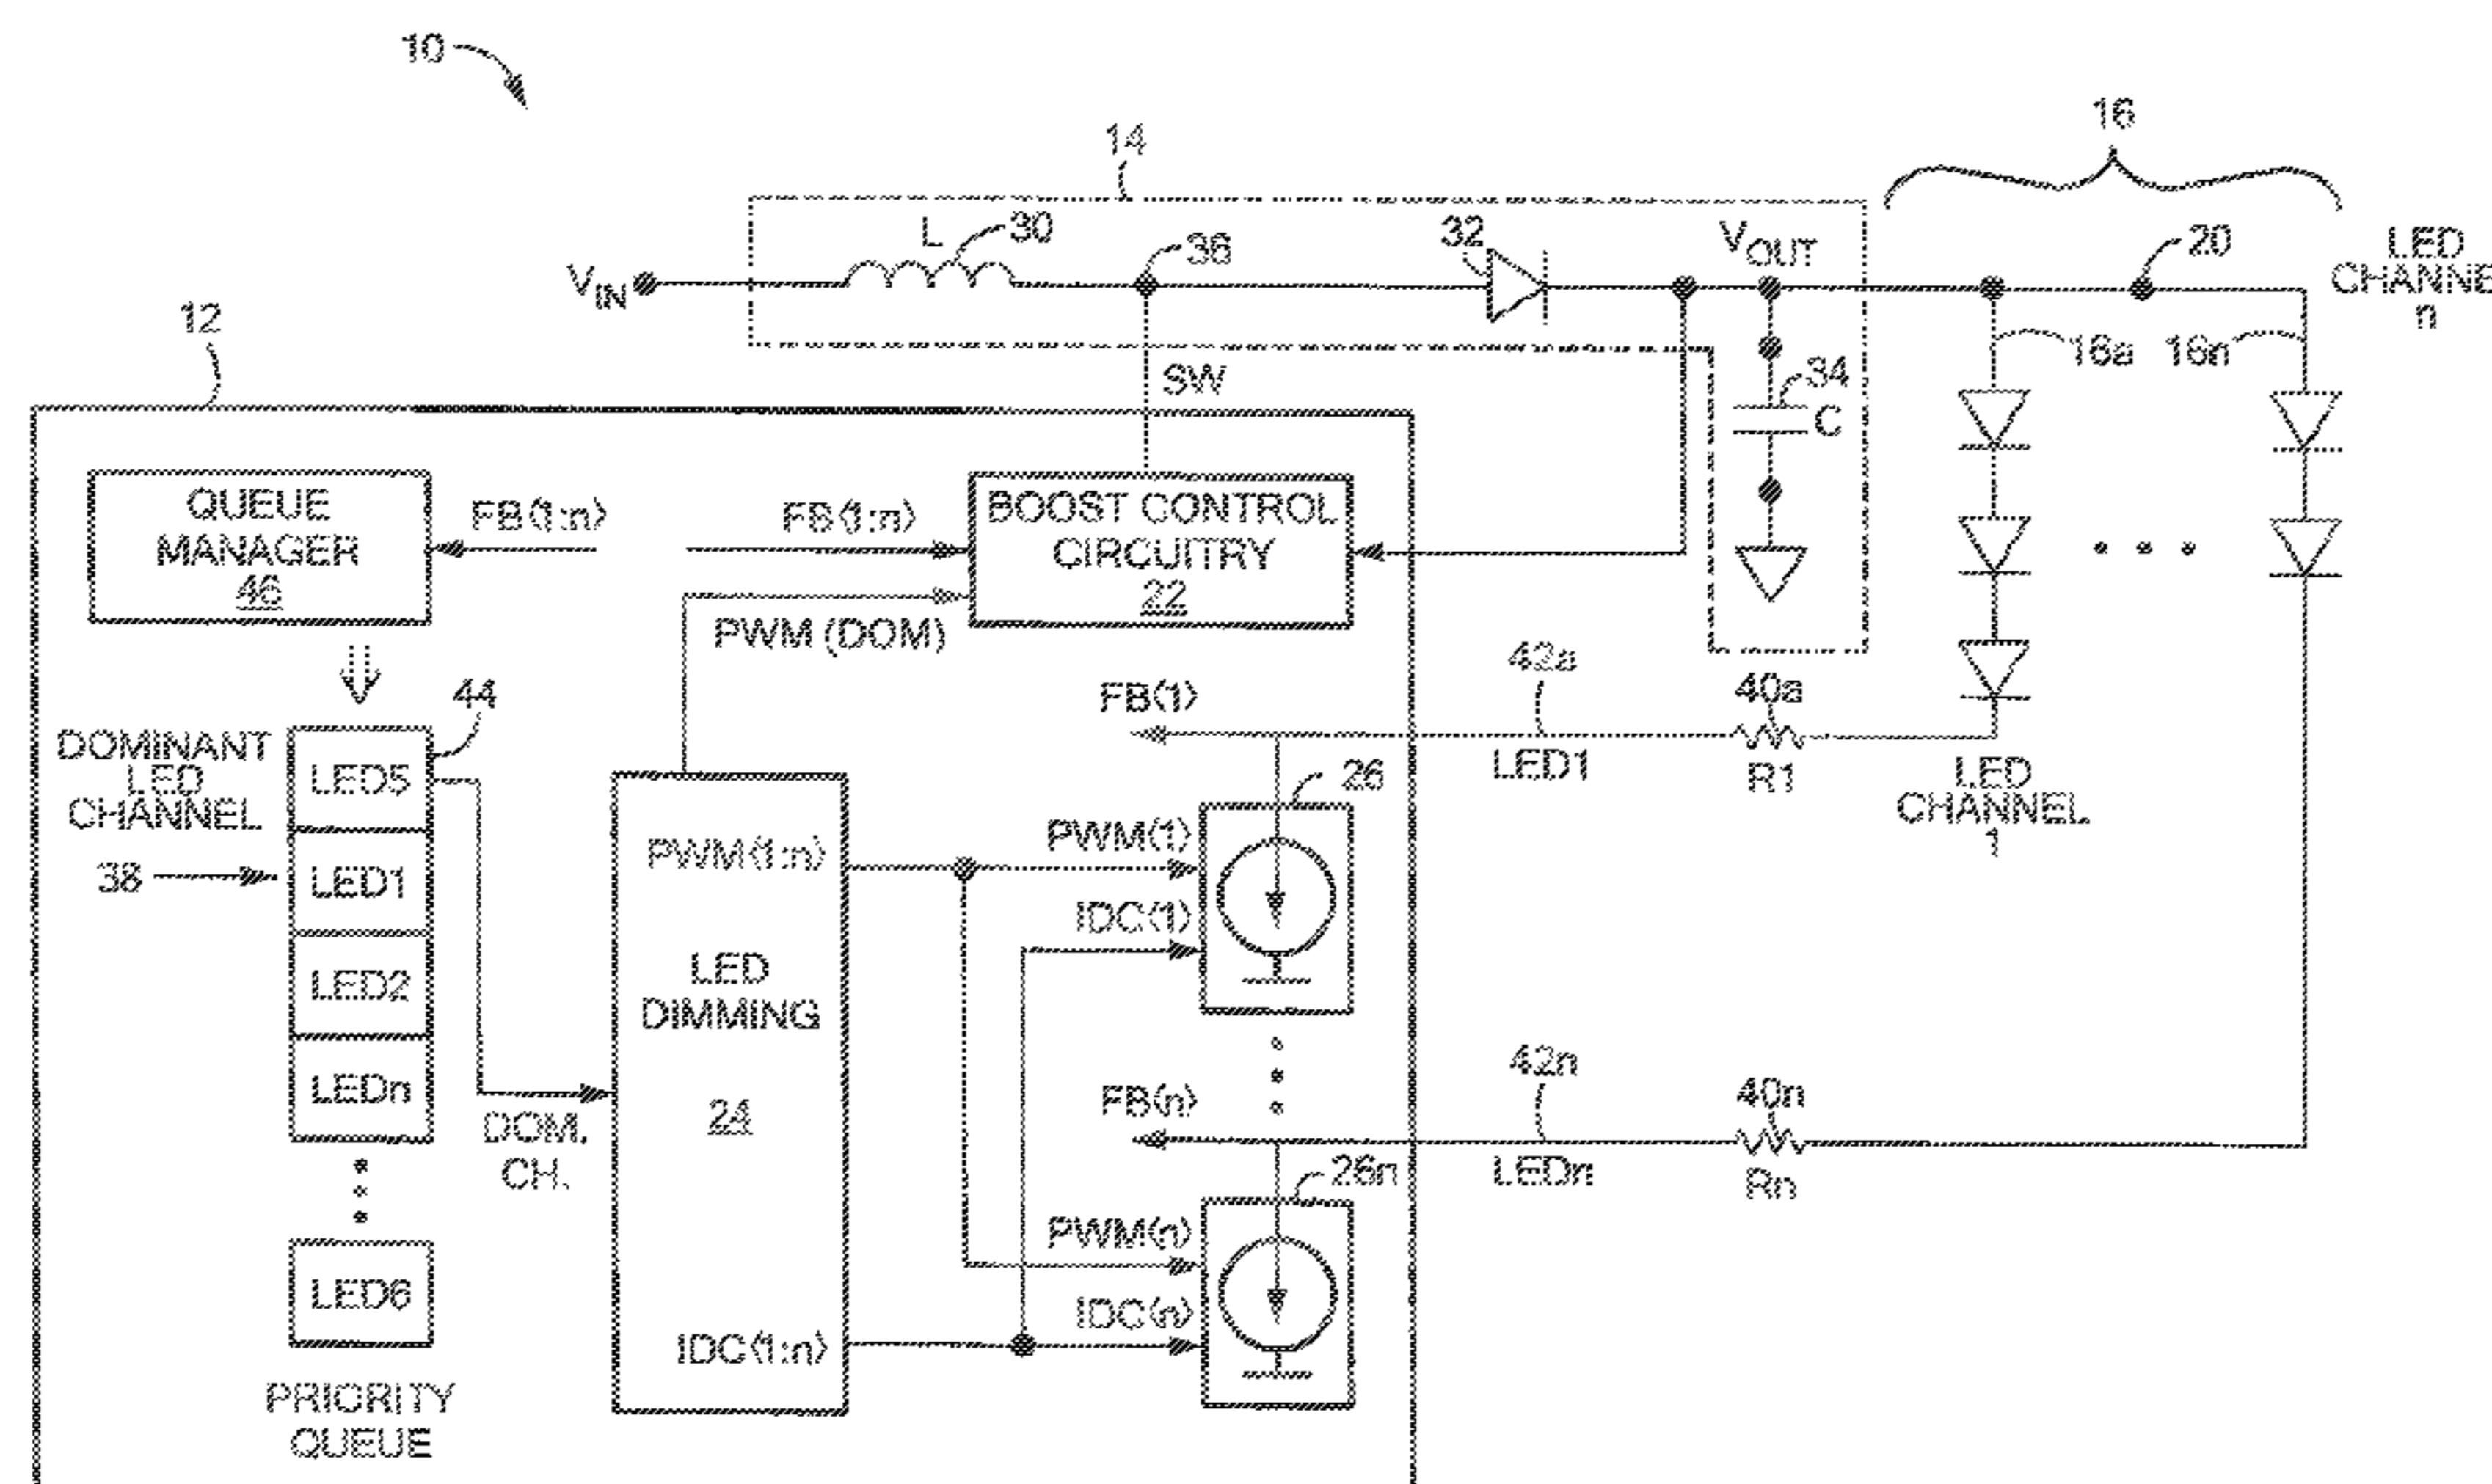 10
16
14
L
30
36
32
VOUT
20
LED
CHANNE
n
VIN
12
16a
16n
SW
34
C
QUEUE
MANAGER
46
FB(1:n)
FB(1:n)
BOOST CONTROL
CIRCUITRY
22
PWM (DOM)
44
FB(1)
42a
40a
LED1
R1
LED
CHANNEL
1
DOMINANT
LED
CHANNEL
LED5
26
38
LED1
PWM(1:n)
PWM(1)
IDC(1)
LED2
LED
DIMMING
24
LEDn
DOM.
CH.
FB(n)
42n
40n
LEDn
Rn
26n
PWM(n)
LED6
IDC(n)
IDC(1:n)
PRIORITY
QUEUE